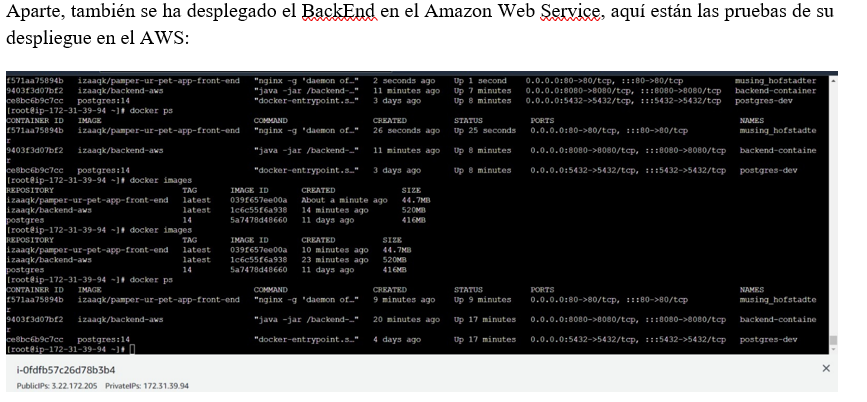 Aparte, también se ha desplegado el BackEnd en el Amazon Web Service, aquí están las pruebas de su
despliegue en el AWS:
f571aa75894b izaaqk/pamper-ur-pet-app-front-end "nginx -g 'daemon of…" 2 seconds ago Up 1 second 0.0.0.0:80->80/tcp, :::80->80/tcp musing_hofstadter
9403f3d07bf2 izaaqk/backend-aws "java -jar /backend-…" 11 minutes ago Up 7 minutes 0.0.0.0:8080->8080/tcp, :::8080->8080/tcp backend-container
ce8bc6b9c7cc postgres:14 "docker-entrypoint.s…" 3 days ago Up 8 minutes 0.0.0.0:5432->5432/tcp, :::5432->5432/tcp postgres-dev
[root@ip-172-31-39-94 ~]# docker ps
CONTAINER ID IMAGE COMMAND CREATED STATUS PORTS NAMES
f571aa75894b izaaqk/pamper-ur-pet-app-front-end "nginx -g 'daemon of…" 26 seconds ago Up 25 seconds 0.0.0.0:80->80/tcp, :::80->80/tcp musing_hofstadte
r
9403f3d07bf2 izaaqk/backend-aws "java -jar /backend-…" 11 minutes ago Up 8 minutes 0.0.0.0:8080->8080/tcp, :::8080->8080/tcp backend-containe
r
ce8bc6b9c7cc postgres:14 "docker-entrypoint.s…" 3 days ago Up 8 minutes 0.0.0.0:5432->5432/tcp, :::5432->5432/tcp postgres-dev
[root@ip-172-31-39-94 ~]# docker images
REPOSITORY TAG IMAGE ID CREATED SIZE
izaaqk/pamper-ur-pet-app-front-end latest 039f657ee00a About a minute ago 44.7MB
izaaqk/backend-aws latest 1c6c55f6a938 14 minutes ago 520MB
postgres 14 5a7478d48660 11 days ago 416MB
[root@ip-172-31-39-94 ~]# docker images
REPOSITORY TAG IMAGE ID CREATED SIZE
izaaqk/pamper-ur-pet-app-front-end latest 039f657ee00a 10 minutes ago 44.7MB
izaaqk/backend-aws latest 1c6c55f6a938 23 minutes ago 520MB
postgres 14 5a7478d48660 11 days ago 416MB
[root@ip-172-31-39-94 ~]# docker ps
CONTAINER ID IMAGE COMMAND CREATED STATUS PORTS NAMES
f571aa75894b izaaqk/pamper-ur-pet-app-front-end "nginx -g 'daemon of…" 9 minutes ago Up 9 minutes 0.0.0.0:80->80/tcp, :::80->80/tcp musing_hofstadte
r
9403f3d07bf2 izaaqk/backend-aws "java -jar /backend-…" 20 minutes ago Up 17 minutes 0.0.0.0:8080->8080/tcp, :::8080->8080/tcp backend-containe
r
ce8bc6b9c7cc postgres:14 "docker-entrypoint.s…" 4 days ago Up 17 minutes 0.0.0.0:5432->5432/tcp, :::5432->5432/tcp postgres-dev
[root@ip-172-31-39-94 ~]#
i-0fdfb57c26d78b3b4
PublicIPs: 3.22.172.205 PrivateIPs: 172.31.39.94